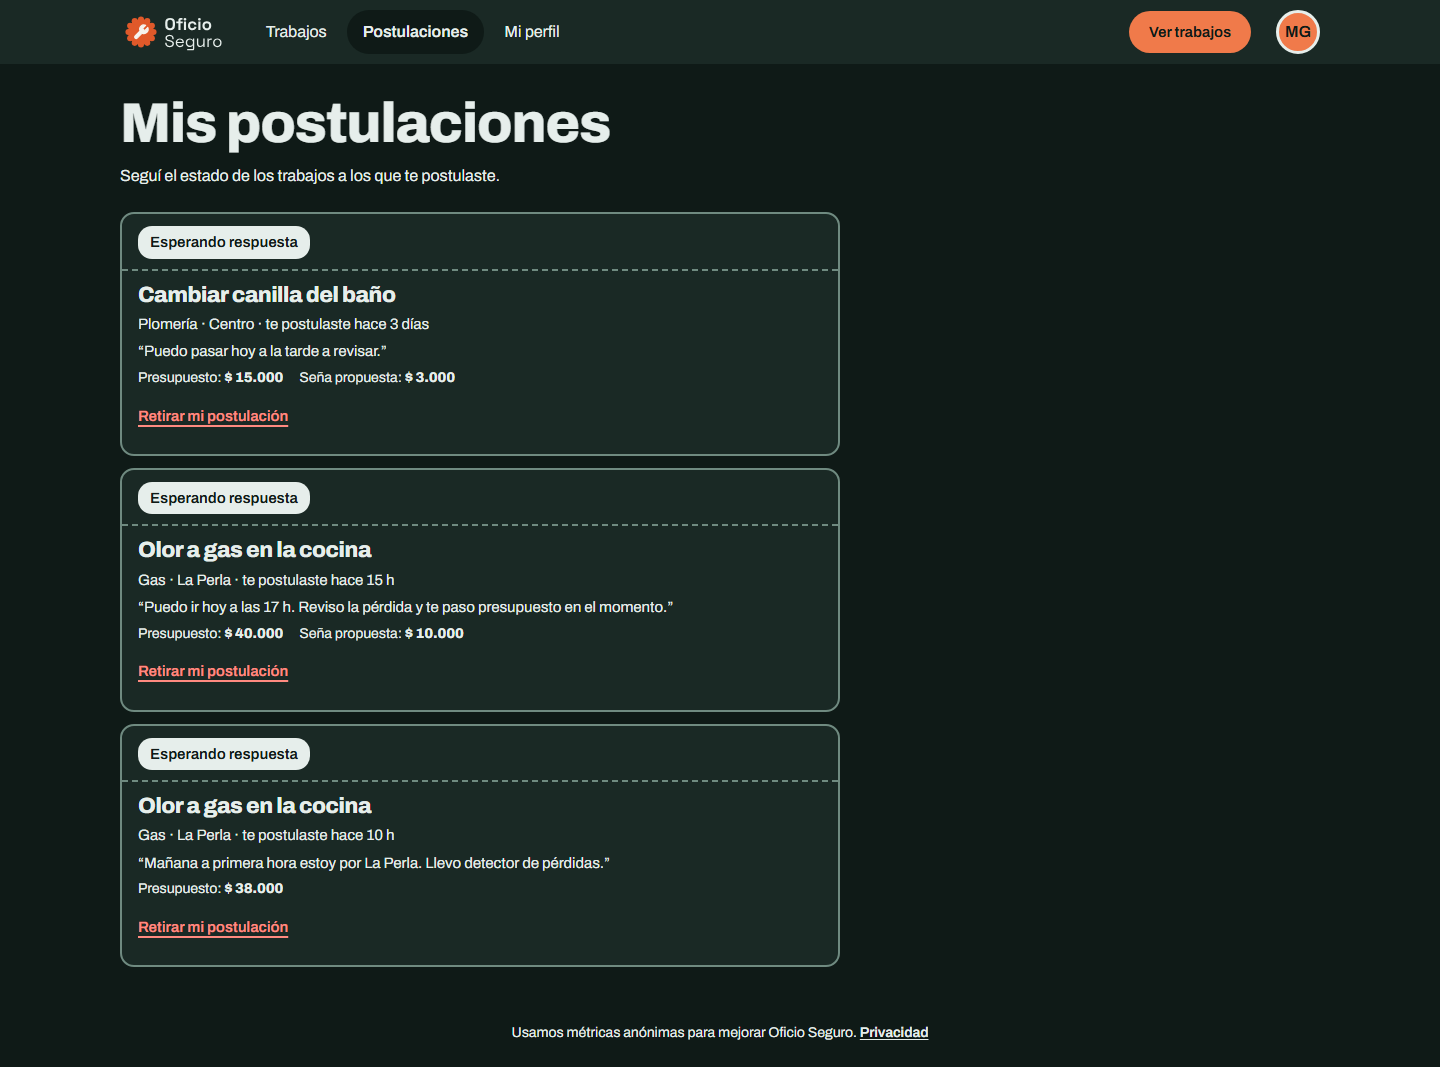 Oficio
Seguro
Trabajos
Postulaciones
Mi perfil
Ver trabajos
MG
Mis postulaciones
Seguí el estado de los trabajos a los que te postulaste.
Esperando respuesta
Cambiar canilla del baño
Plomería · Centro · te postulaste hace 3 días
“Puedo pasar hoy a la tarde a revisar.”
Presupuesto: $ 15.000 Seña propuesta: $ 3.000
Retirar mi postulación
Esperando respuesta
Olor a gas en la cocina
Gas · La Perla · te postulaste hace 15 h
“Puedo ir hoy a las 17 h. Reviso la pérdida y te paso presupuesto en el momento.”
Presupuesto: $ 40.000 Seña propuesta: $ 10.000
Retirar mi postulación
Esperando respuesta
Olor a gas en la cocina
Gas · La Perla · te postulaste hace 10 h
“Mañana a primera hora estoy por La Perla. Llevo detector de pérdidas.”
Presupuesto: $ 38.000
Retirar mi postulación
Usamos métricas anónimas para mejorar Oficio Seguro. Privacidad